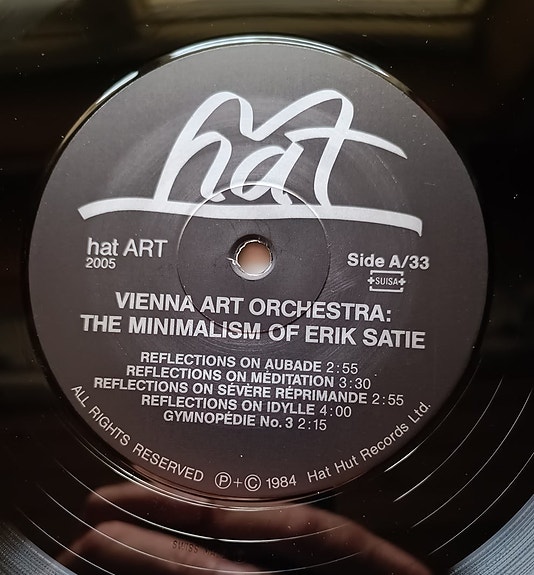 hat
hat ART
2005
Side A/33
SUISA
VIENNA ART ORCHESTRA:
THE MINIMALISM OF ERIK SATIE
REFLECTIONS ON AUBADE 2:55
REFLECTIONS ON MÉDITATION 3:30
REFLECTIONS ON SÉVÈRE RÉPRIMANDE 2:55
REFLECTIONS ON IDYLLE 4:00
GYMNOPÉDIE No. 3 2:15
ALL RIGHTS RESERVED Ⓟ+© 1984 Hat Hut Records Ltd.